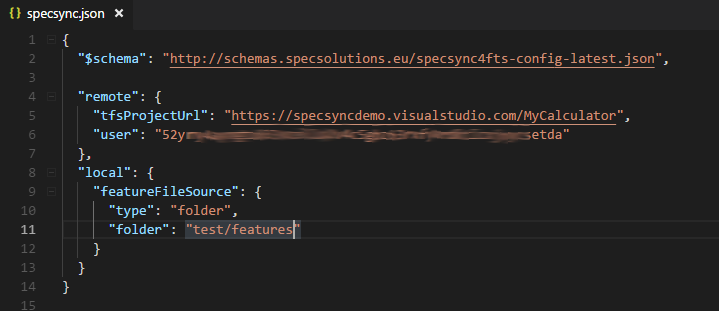 {} specsync.json ×
1 {
2 "$schema": "http://schemas.specsolutions.eu/specsync4fts-config-latest.json",
3
4 "remote": {
5 "tfsProjectUrl": "https://specsyncdemo.visualstudio.com/MyCalculator",
6 "user": "52y setda"
7 },
8 "local": {
9 "featureFileSource": {
10 "type": "folder",
11 "folder": "test/features"
12 }
13 }
14 }
15